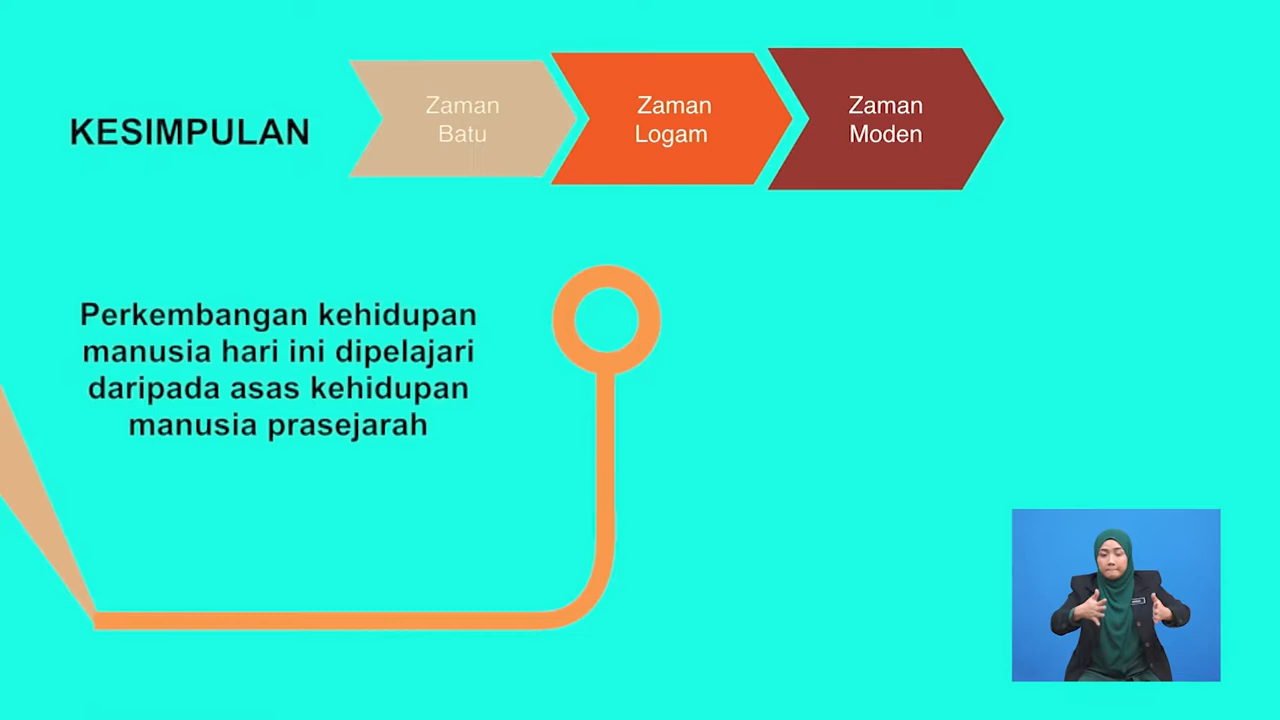 KESIMPULAN
Zaman
Batu
Zaman
Logam
Zaman
Moden
Perkembangan kehidupan
manusia hari ini dipelajari
daripada asas kehidupan
manusia prasejarah